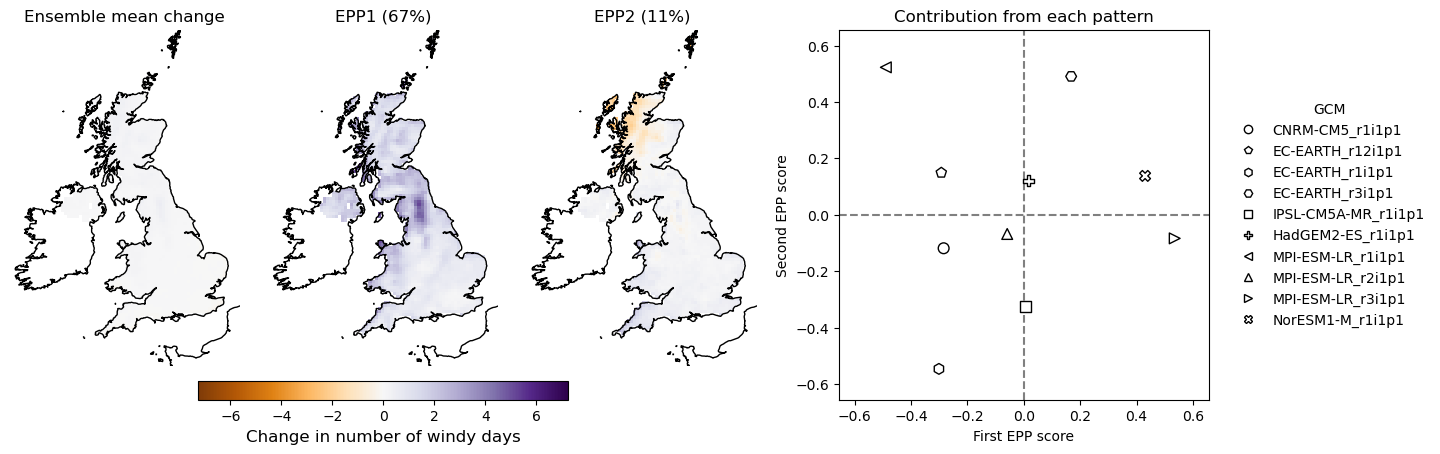 Ensemble mean change
EPP1 (67%)
EPP2 (11%)
−6 −4 −2 0 2 4 6
Change in number of windy days
Contribution from each pattern
Second EPP score
0.6
0.4
0.2
0.0
−0.2
−0.4
−0.6
−0.6 −0.4 −0.2 0.0 0.2 0.4 0.6
First EPP score
GCM
CNRM-CM5_r1i1p1
EC-EARTH_r12i1p1
EC-EARTH_r1i1p1
EC-EARTH_r3i1p1
IPSL-CM5A-MR_r1i1p1
HadGEM2-ES_r1i1p1
MPI-ESM-LR_r1i1p1
MPI-ESM-LR_r2i1p1
MPI-ESM-LR_r3i1p1
NorESM1-M_r1i1p1